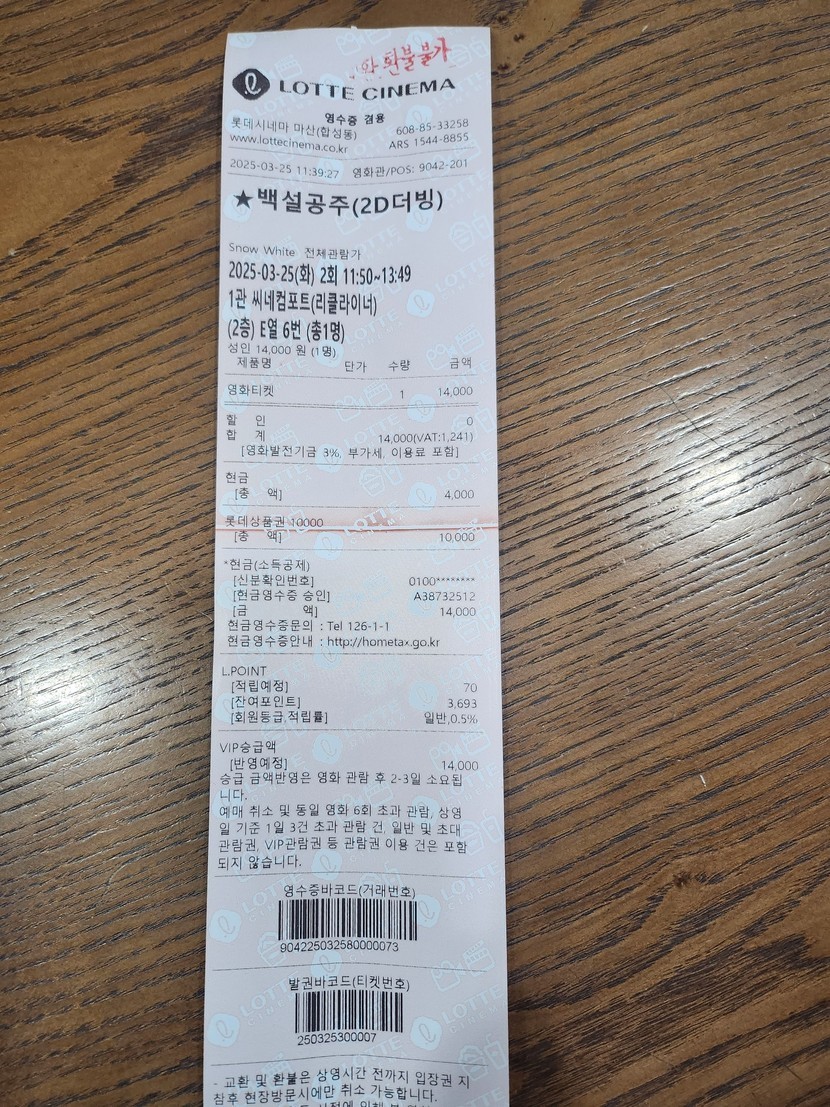 환불불가
LOTTE CINEMA
영수증 겸용
롯데시네마 마산(합성동) 608-85-33258
www.lottecinema.co.kr ARS 1544-8855
2025-03-25 11:39:27 영화관/POS: 9042-201
★백설공주(2D더빙)
Snow White 전체관람가
2025-03-25(화) 2회 11:50~13:49
1관 씨네컴포트(리클라이너)
(2층) E열 6번 (총1명)
성인 14,000 원 (1명)
제품명 단가 수량 금액
영화티켓 1 14,000
할 인 0
합 계 14,000(VAT:1,241)
[영화발전기금 3%, 부가세, 이용료 포함]
현금
[총 액] 4,000
롯데상품권 10000
[총 액] 10,000
*현금(소득공제)
[신분확인번호] 0100********
[현금영수증 승인] A38732512
[금 액] 14,000
현금영수증문의 : Tel 126-1-1
현금영수증안내 : http://hometax.go.kr
L.POINT
[적립예정] 70
[잔여포인트] 3,693
[회원등급,적립률] 일반,0.5%
VIP승급액
[반영예정] 14,000
승급 금액반영은 영화 관람 후 2-3일 소요됩
니다.
예매 취소 및 동일 영화 6회 초과 관람, 상영
일 기준 1일 3건 초과 관람 건, 일반 및 초대
관람권, VIP관람권 등 관람권 이용 건은 포함
되지 않습니다.
영수증바코드(거래번호)
904225032580000073
발권바코드(티켓번호)
250325300007
- 교환 및 환불은 상영시간 전까지 입장권 지
참후 현장방문시에만 취소 가능합니다.